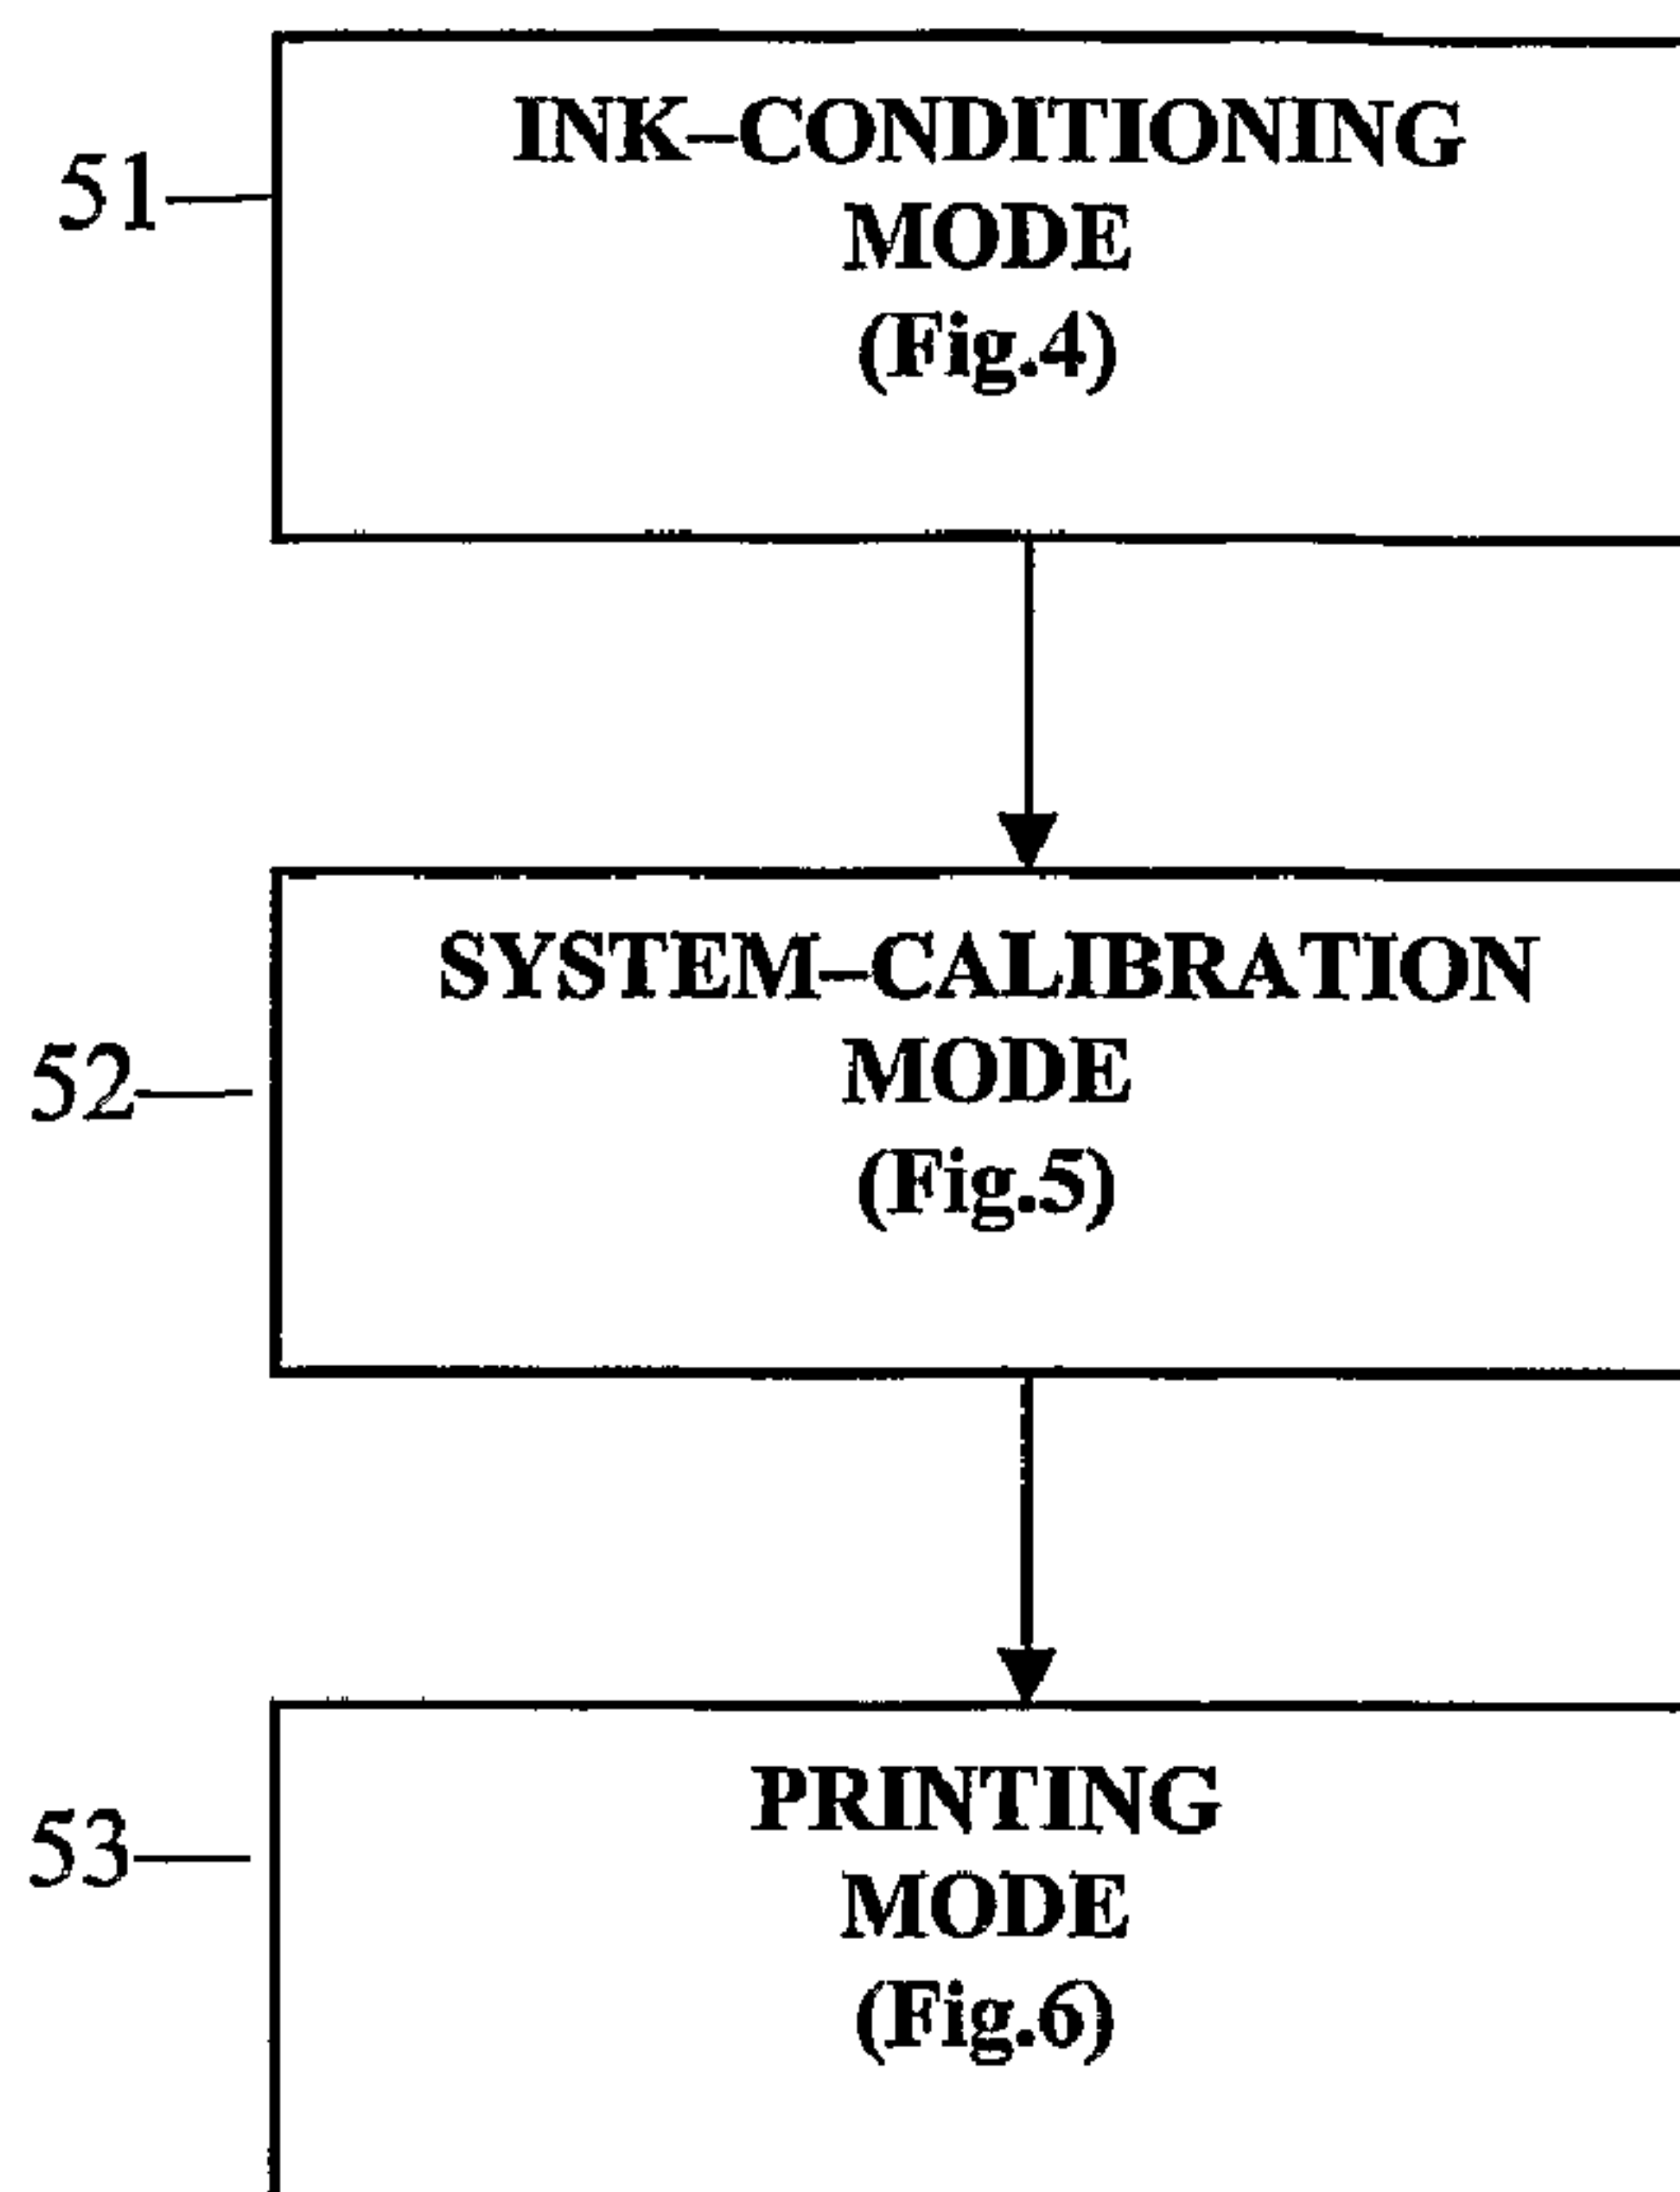 INK–CONDITIONING
51
MODE
(Fig.4)
SYSTEM–CALIBRATION
MODE
52
(Fig.5)
PRINTING
53
MODE
(Fig.6)